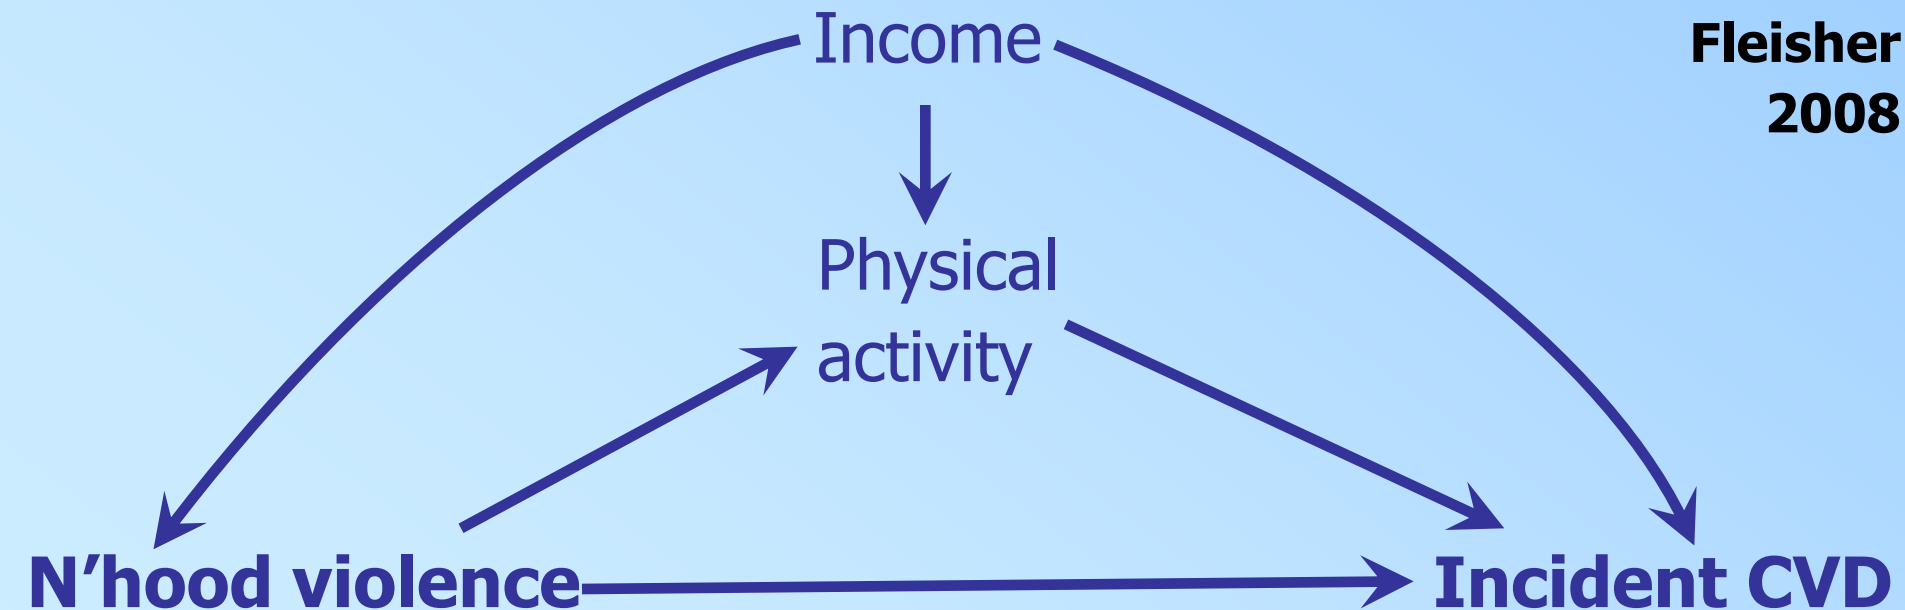 Income
Fleisher
2008
Physical
activity
N’hood violence
Incident CVD